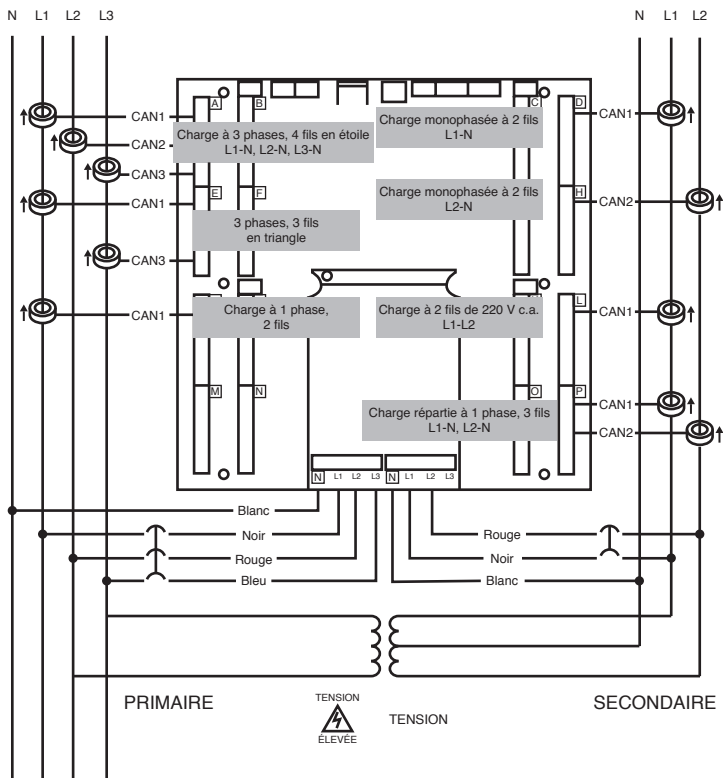 N L1 L2 L3
N L1 L2
A B
C D
CAN1
Charge à 3 phases, 4 fils en étoile
L1-N, L2-N, L3-N
CAN2
CAN3
Charge monophasée à 2 fils
L1-N
CAN1
E F
CAN1
3 phases, 3 fils
en triangle
CAN3
Charge monophasée à 2 fils
L2-N
H
CAN2
Charge à 1 phase,
2 fils
CAN1
Charge à 2 fils de 220 V c.a.
L1-L2
L
CAN1
M N
O P
Charge répartie à 1 phase, 3 fils
L1-N, L2-N
CAN1
CAN2
N L1 L2 L3 N L1 L2 L3
Blanc
Noir
Rouge
Bleu
Rouge
Noir
Blanc
PRIMAIRE
TENSION
ÉLEVÉE
TENSION
SECONDAIRE